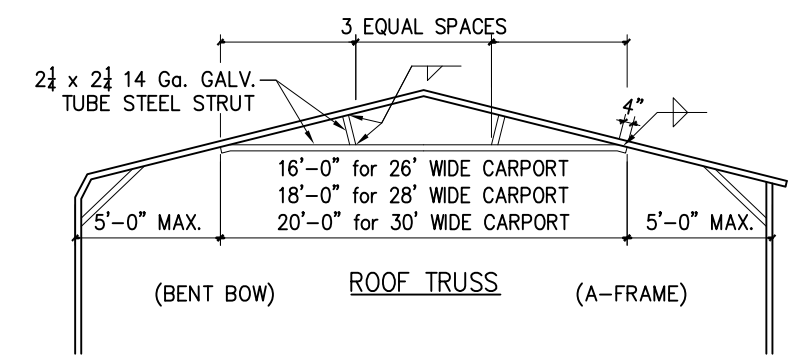 3 EQUAL SPACES
2¼ x 2¼ 14 Ga. GALV.
TUBE STEEL STRUT
4"
16'-0" for 26' WIDE CARPORT
18'-0" for 28' WIDE CARPORT
5'-0" MAX. 20'-0" for 30' WIDE CARPORT 5'-0" MAX.
(BENT BOW) ROOF TRUSS (A-FRAME)